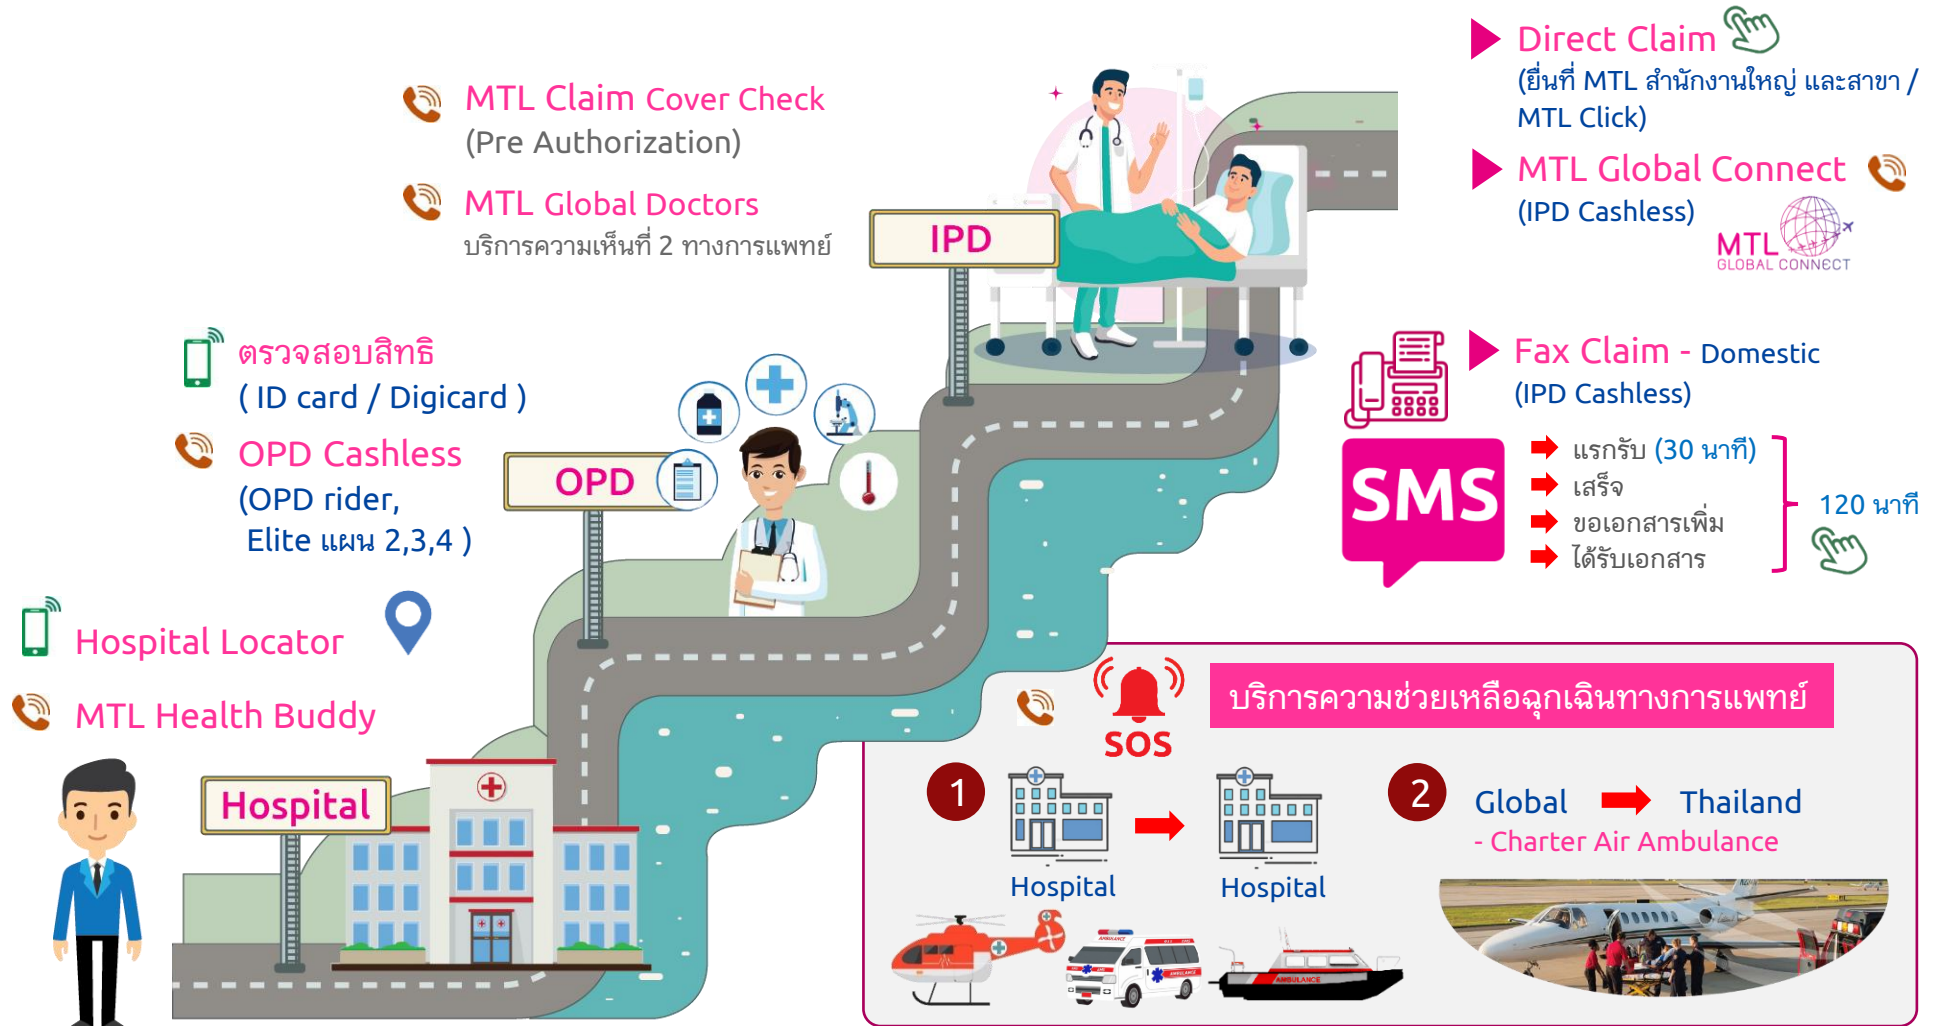 MTL Claim Cover Check
(Pre Authorization)
MTL Global Doctors
บริการความเห็นที่ 2 ทางการแพทย์
ตรวจสอบสิทธิ
( ID card / Digicard )
OPD Cashless
(OPD rider,
Elite แผน 2,3,4 )
Hospital Locator
MTL Health Buddy
Hospital
OPD
IPD
Direct Claim
(ยื่นที่ MTL สำนักงานใหญ่ และสาขา /
MTL Click)
MTL Global Connect
(IPD Cashless)
MTL
GLOBAL CONNECT
Fax Claim - Domestic
(IPD Cashless)
SMS
แรกรับ (30 นาที)
เสร็จ
ขอเอกสารเพิ่ม
ได้รับเอกสาร
120 นาที
SOS
บริการความช่วยเหลือฉุกเฉินทางการแพทย์
1
Hospital
Hospital
2
Global
Thailand
- Charter Air Ambulance
AMBULANCE
AMBULANCE
AMBULANCE